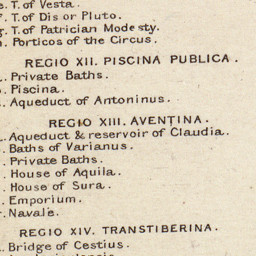 T. of Vesta.
T. of Dis or Pluto.
T. of Patrician Modesty.
Porticos of the Circus.
REGIO XII. PISCINA PUBLICA.
Private Baths.
Piscina.
Aqueduct of Antoninus.
REGIO XIII. AVENTINA.
Aqueduct & reservoir of Claudia.
Baths of Varianus.
Private Baths.
House of Aquila.
House of Sura.
Emporium.
Navale.
REGIO XIV. TRANSTIBERINA.
Bridge of Cestius.